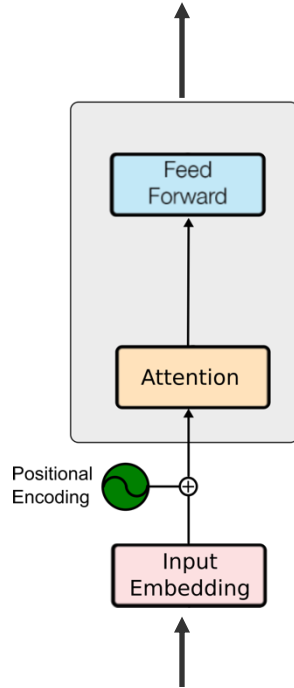 Feed
Forward
Attention
Positional
Encoding
Input
Embedding